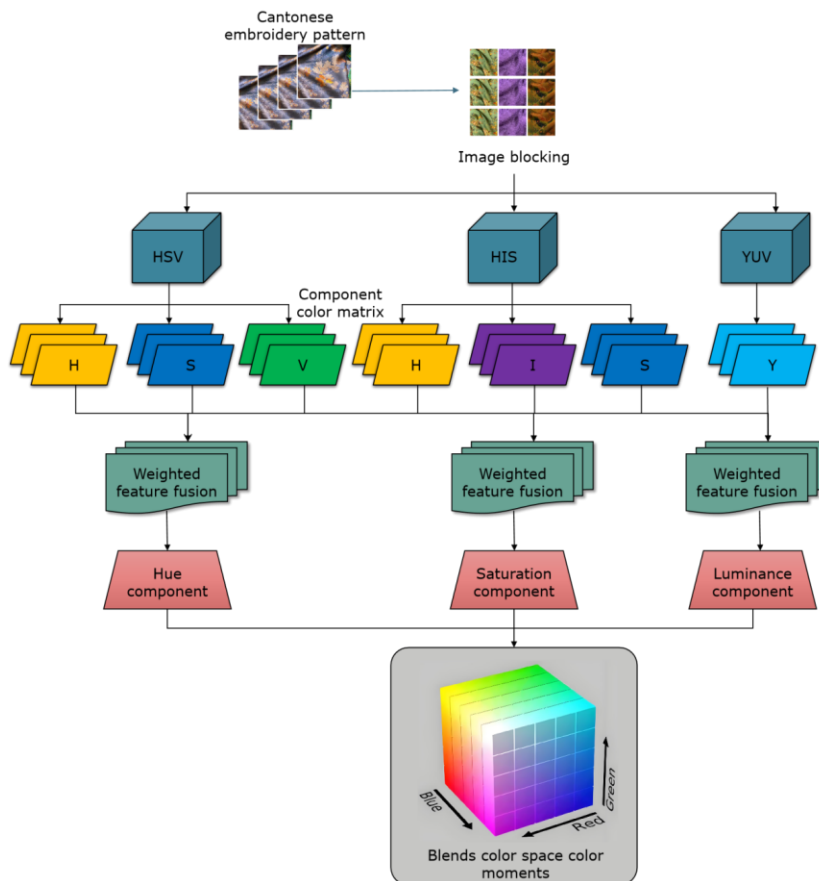 Cantonese
embroidery pattern
Image blocking
HSV
HIS
YUV
Component
color matrix
H
S
V
H
I
S
Y
Weighted
feature fusion
Weighted
feature fusion
Weighted
feature fusion
Hue
component
Saturation
component
Luminance
component
Blue
Red
Green
Blends color space color
moments